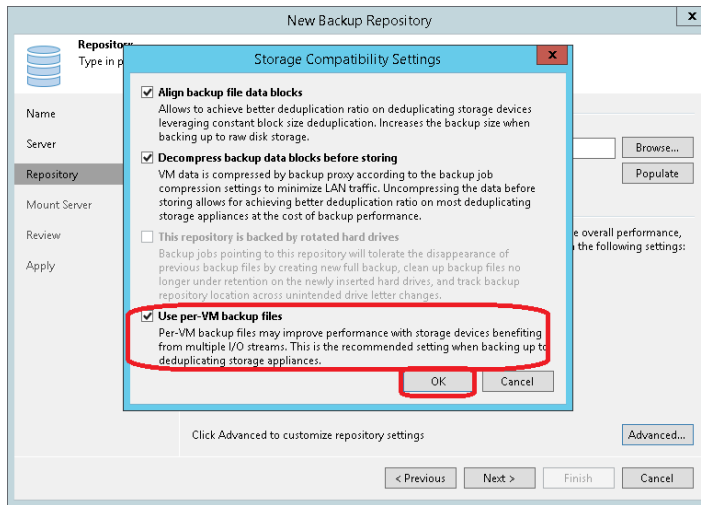 New Backup Repository
x
Repository
Type in p
Storage Compatibility Settings
x
Align backup file data blocks
Allows to achieve better deduplication ratio on deduplicating storage devices
leveraging constant block size deduplication. Increases the backup size when
backing up to raw disk storage.
Decompress backup data blocks before storing
VM data is compressed by backup proxy according to the backup job
compression settings to minimize LAN traffic. Uncompressing the data before
storing allows for achieving better deduplication ratio on most deduplicating
storage appliances at the cost of backup performance.
This repository is backed by rotated hard drives
Backup jobs pointing to this repository will tolerate the disappearance of
previous backup files by creating new full backup, clean up backup files no
longer under retention on the newly inserted hard drives, and track backup
repository location across unintended drive letter changes.
Use per-VM backup files
Per-VM backup files may improve performance with storage devices benefiting
from multiple I/O streams. This is the recommended setting when backing up to
deduplicating storage appliances.
OK
Cancel
Name
Server
Repository
Mount Server
Review
Apply
Browse...
Populate
e overall performance,
the following settings:
Click Advanced to customize repository settings
Advanced...
< Previous
Next >
Finish
Cancel